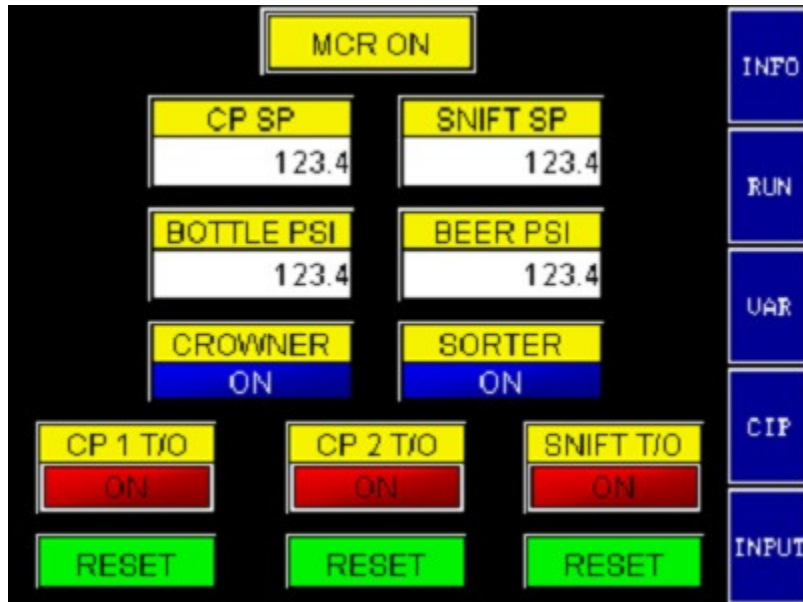 MCR ON
CP SP
SNIFT SP
123.4
123.4
BOTTLE PSI
BEER PSI
123.4
123.4
CROWNER
SORTER
ON
ON
CP 1 T/O
CP 2 T/O
SNIFT T/O
ON
ON
ON
RESET
RESET
RESET
INFO
RUN
VAR
CIP
INPUT